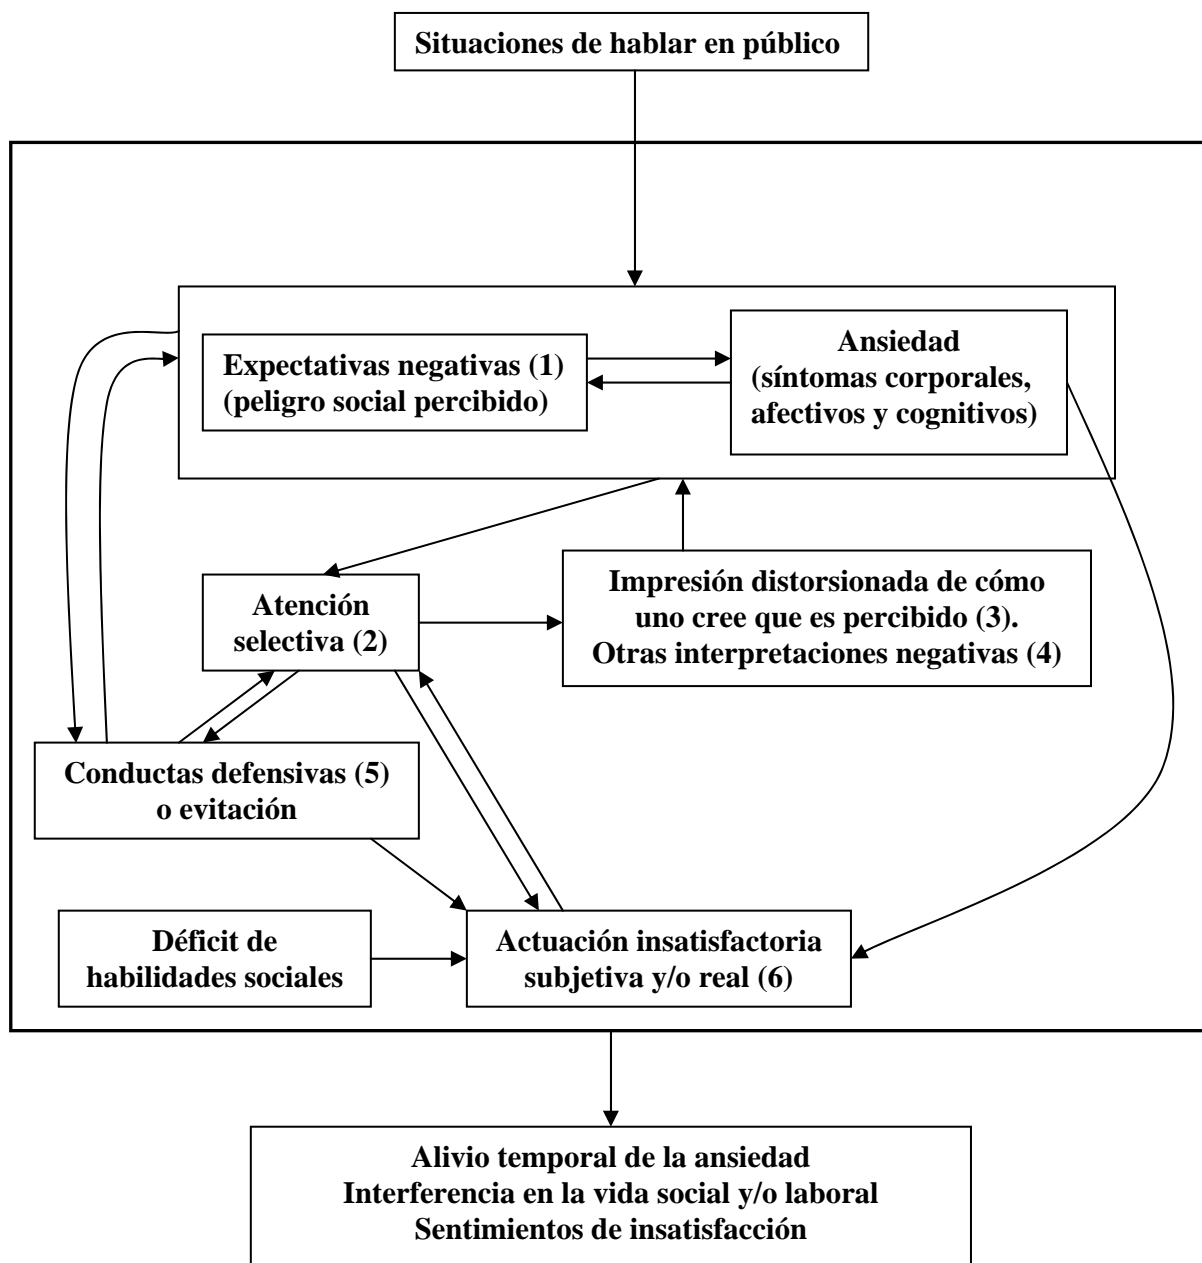 Situaciones de hablar en público
Expectativas negativas (1)
(peligro social percibido)
Ansiedad
(síntomas corporales,
afectivos y cognitivos)
Atención
selectiva (2)
Impresión distorsionada de cómo
uno cree que es percibido (3).
Otras interpretaciones negativas (4)
Conductas defensivas (5)
o evitación
Déficit de
habilidades sociales
Actuación insatisfactoria
subjetiva y/o real (6)
Alivio temporal de la ansiedad
Interferencia en la vida social y/o laboral
Sentimientos de insatisfacción